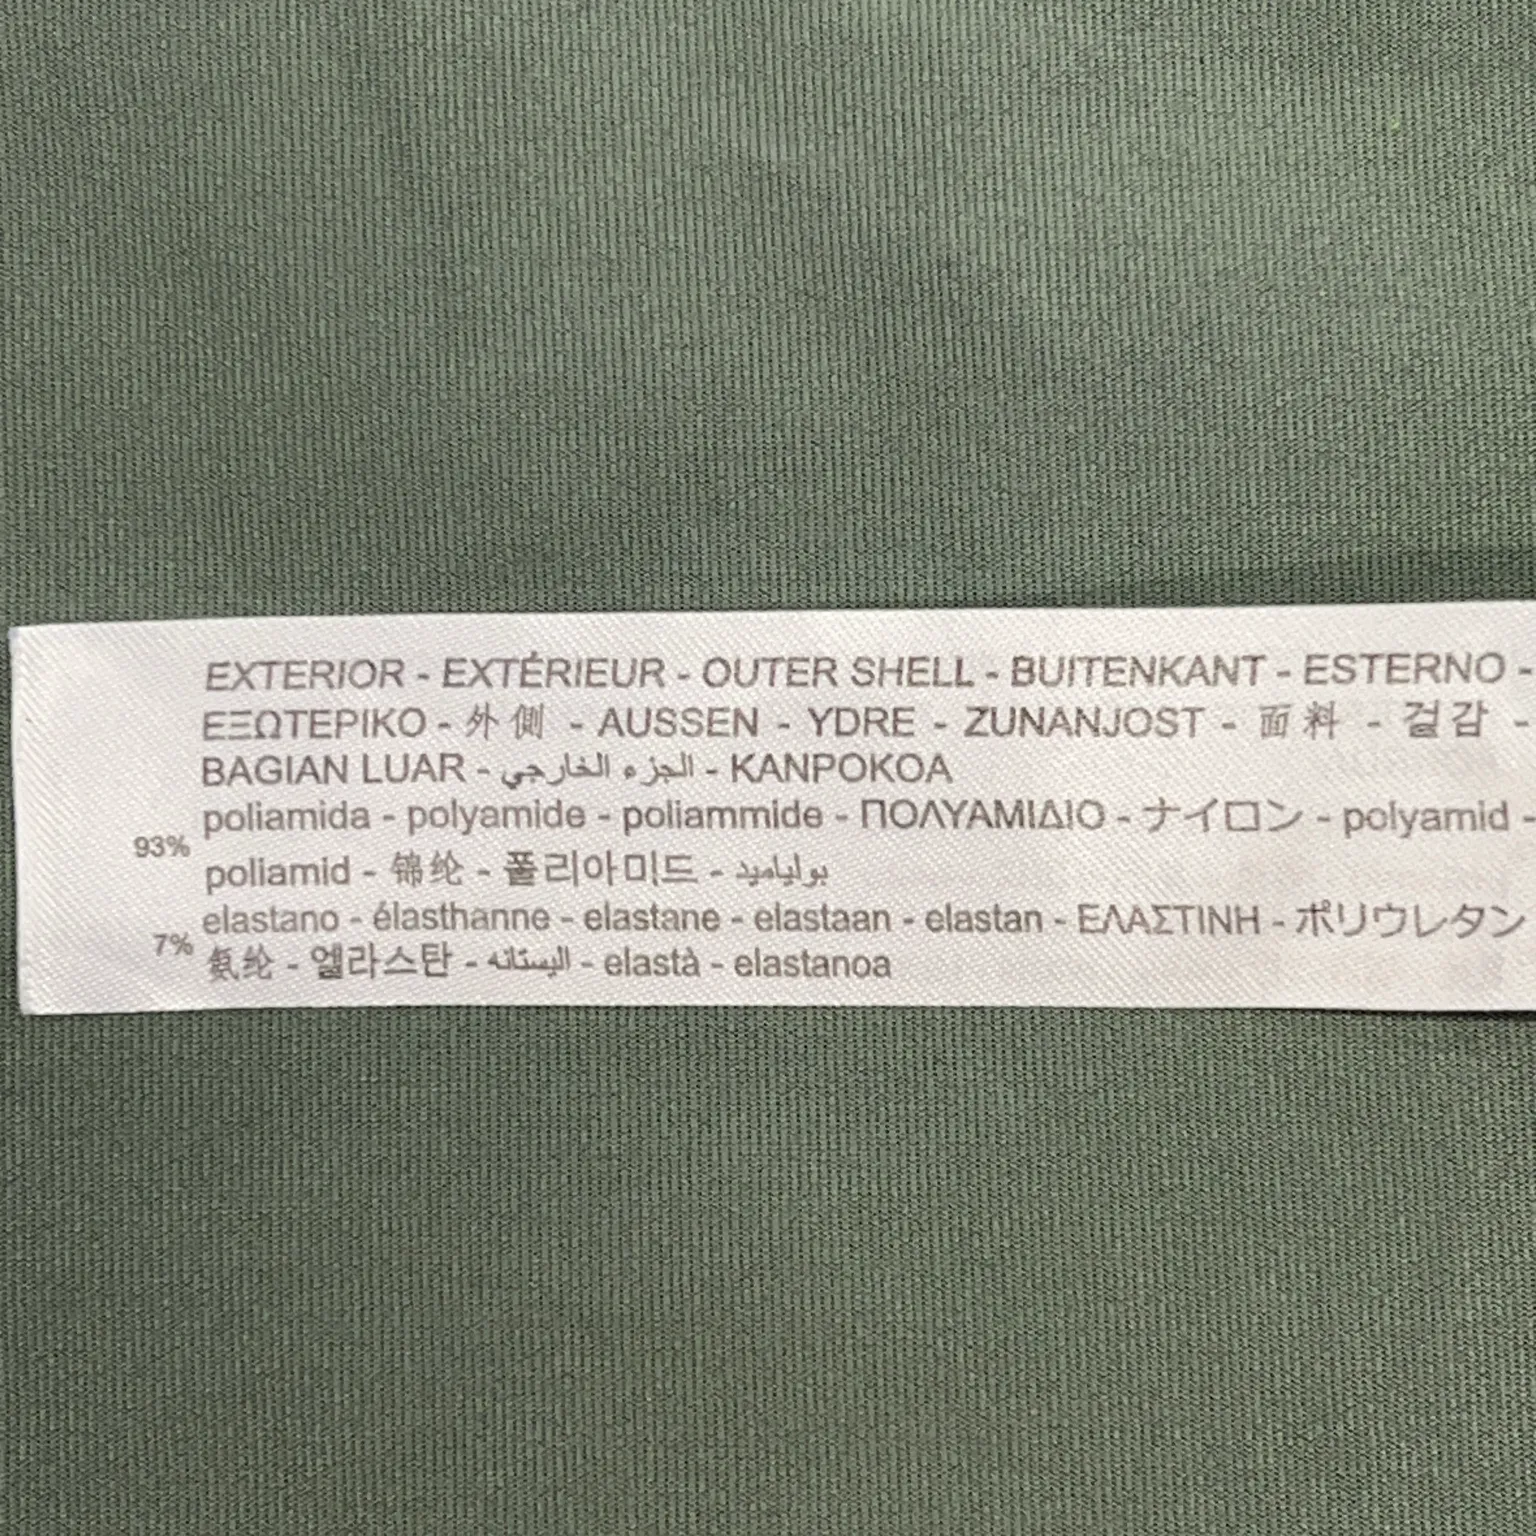 EXTERIOR - EXTÉRIEUR - OUTER SHELL - BUITENKANT - ESTERNO -
ΕΞΩΤΕΡΙΚΟ - 外側 - AUSSEN - YDRE - ZUNANJOST - 面料 - 겉감 -
BAGIAN LUAR - الجزء الخارجي - KANPOKOA
93% poliamida - polyamide - poliammide - ΠΟΛΥΑΜΙΔΙΟ - ナイロン - polyamid -
poliamid - 锦纶 - 폴리아미드 - بولياميد
7% elastano - élasthanne - elastane - elastaan - elastan - ΕΛΑΣΤΙΝΗ - ポリウレタン
氨纶 - 엘라스탄 - اليستانه - elastà - elastanoa